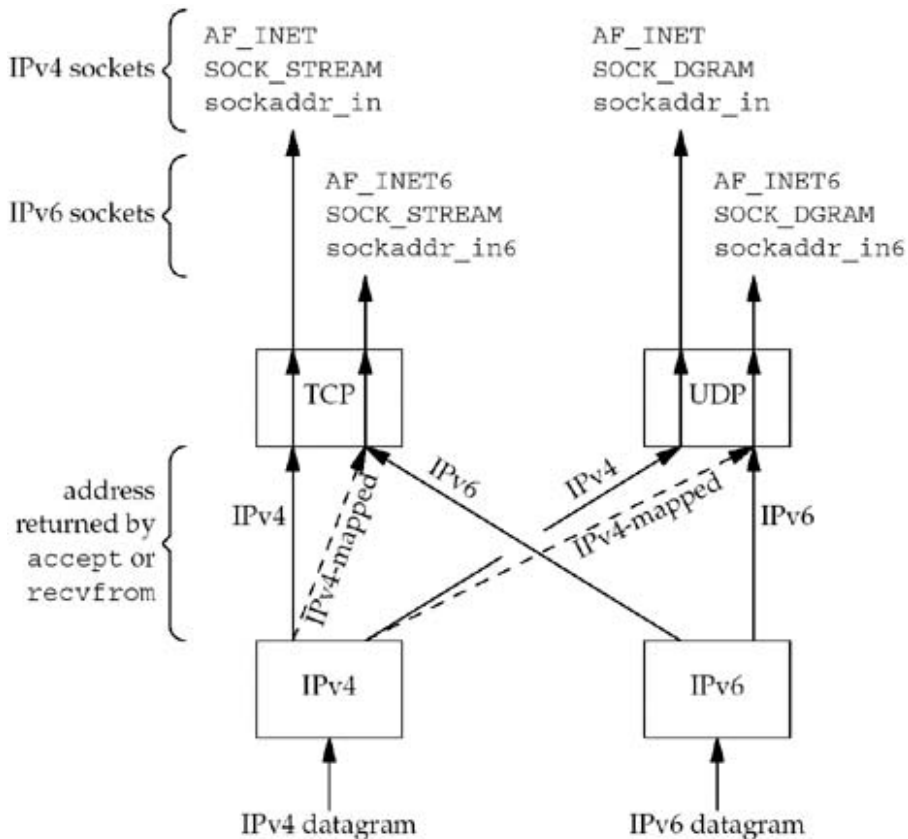 AF_INET
SOCK_STREAM
sockaddr_in
AF_INET
SOCK_DGRAM
sockaddr_in
IPv4 sockets
AF_INET6
SOCK_STREAM
sockaddr_in6
AF_INET6
SOCK_DGRAM
sockaddr_in6
IPv6 sockets
TCP
UDP
address
returned by
accept or
recvfrom
IPv4
IPv4-mapped
IPv6
IPv4
IPv4-mapped
IPv6
IPv4
IPv6
IPv4 datagram
IPv6 datagram